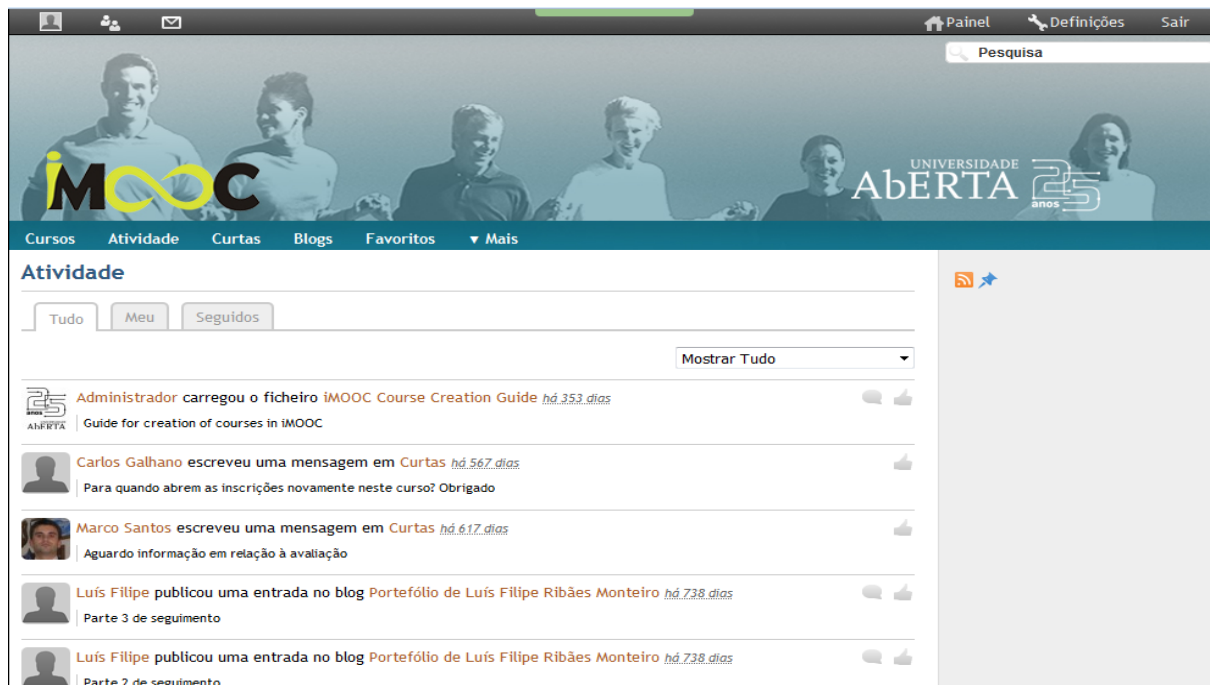 Painel Definições Sair
Pesquisa
iMOOC
UNIVERSIDADE
AbERTA 25
anos
Cursos Atividade Curtas Blogs Favoritos ▼ Mais
Atividade
Tudo Meu Seguidos
Mostrar Tudo
Administrador carregou o ficheiro iMOOC Course Creation Guide há 353 dias
25 anos AbERTA
Guide for creation of courses in iMOOC
Carlos Galhano escreveu uma mensagem em Curtas há 567 dias
Para quando abrem as inscrições novamente neste curso? Obrigado
Marco Santos escreveu uma mensagem em Curtas há 617 dias
Aguardo informação em relação à avaliação
Luís Filipe publicou uma entrada no blog Portefólio de Luís Filipe Ribães Monteiro há 738 dias
Parte 3 de seguimento
Luís Filipe publicou uma entrada no blog Portefólio de Luís Filipe Ribães Monteiro há 738 dias
Parte 2 de seguimento